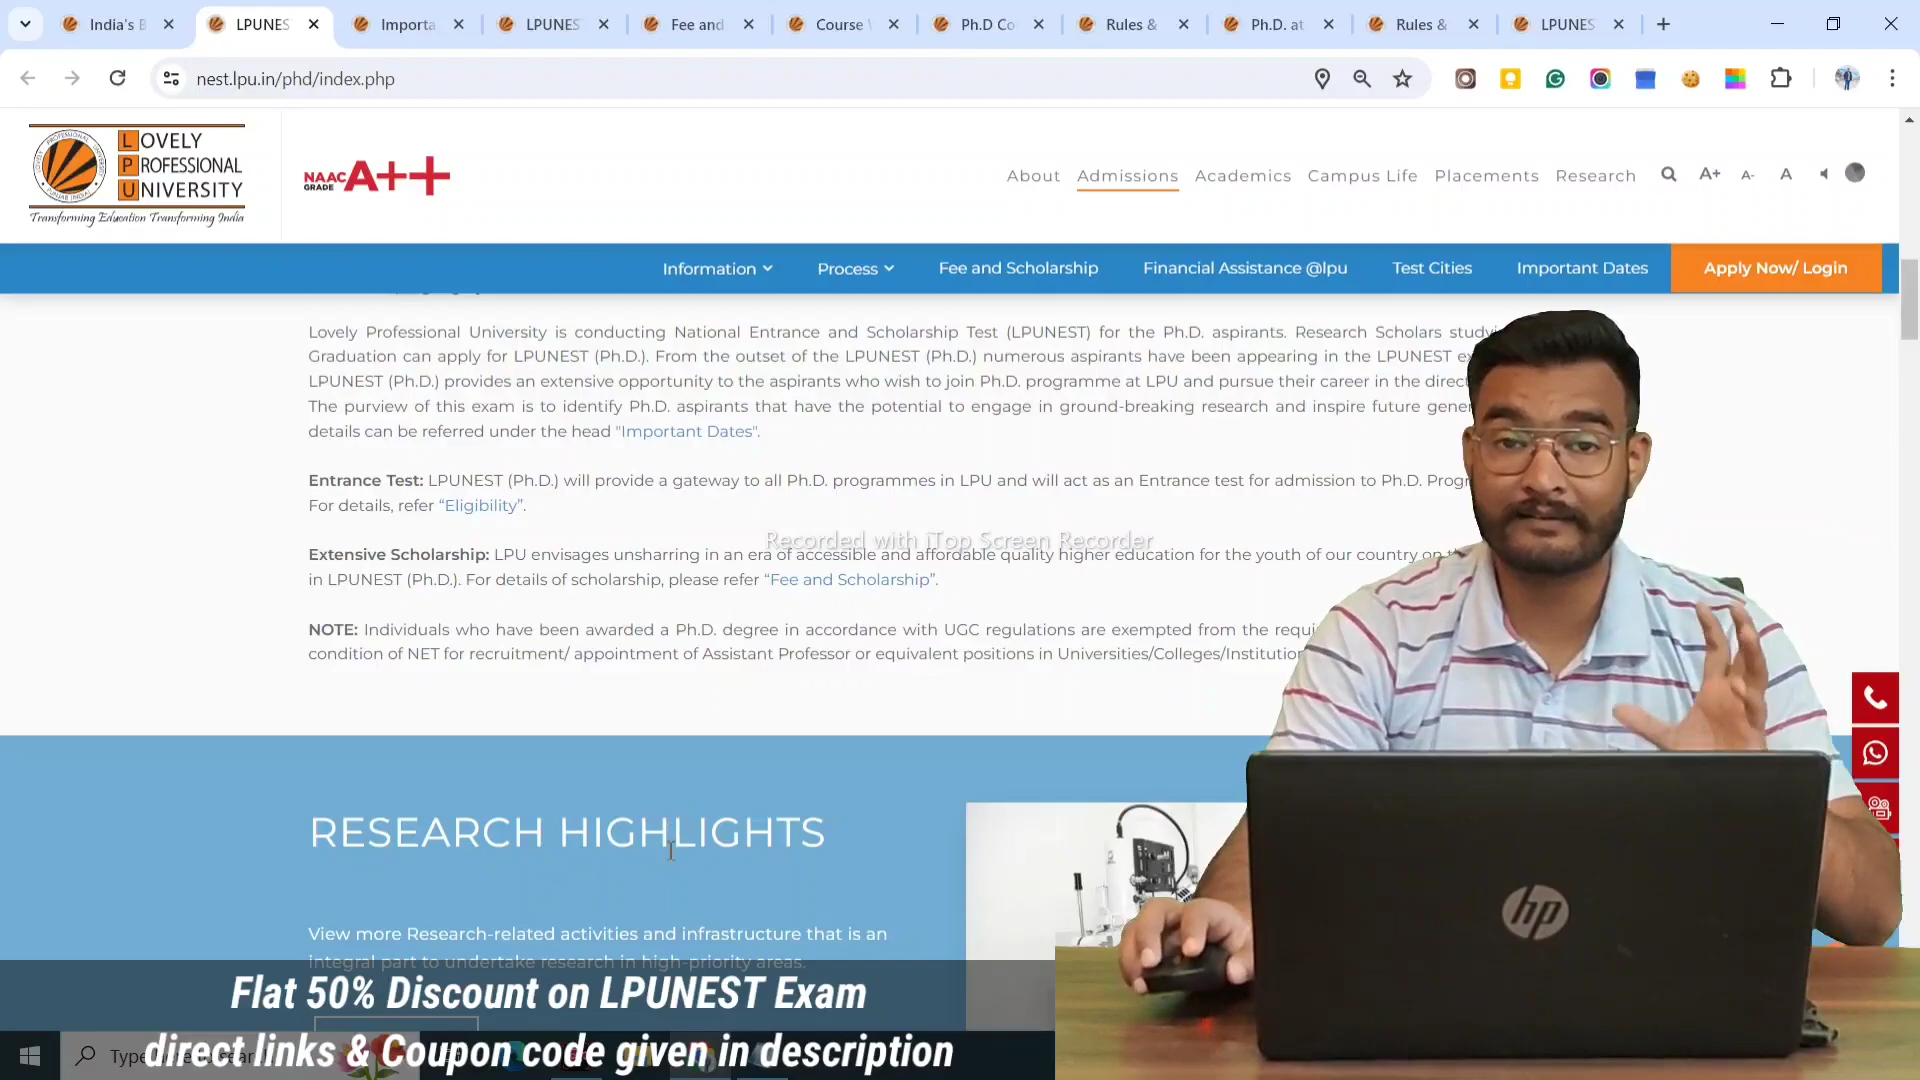 India's B
LPUNES
Importa
LPUNES
Fee and
Course
Ph.D Co
Rules &
Ph.D. at
Rules &
LPUNES
nest.lpu.in/phd/index.php
LOVELY
PROFESSIONAL
UNIVERSITY
Transforming Education Transforming India
NAAC
GRADE A++
About Admissions Academics Campus Life Placements Research A+ A- A
Information Process Fee and Scholarship Financial Assistance @lpu Test Cities Important Dates Apply Now/ Login
Lovely Professional University is conducting National Entrance and Scholarship Test (LPUNEST) for the Ph.D. aspirants. Research Scholars
Graduation can apply for LPUNEST (Ph.D.). From the outset of the LPUNEST (Ph.D.) numerous aspirants have been appearing in the LPUNEST
LPUNEST (Ph.D.) provides an extensive opportunity to the aspirants who wish to join Ph.D. programme at LPU and pursue their career in the
The purview of this exam is to identify Ph.D. aspirants that have the potential to engage in ground-breaking research and inspire future
details can be referred under the head "Important Dates".
Entrance Test: LPUNEST (Ph.D.) will provide a gateway to all Ph.D. programmes in LPU and will act as an Entrance test for admission to Ph.D.
For details, refer “Eligibility”.
Recorded with iTop Screen Recorder
Extensive Scholarship: LPU envisages unsharring in an era of accessible and affordable quality higher education for the youth of our country on
in LPUNEST (Ph.D.). For details of scholarship, please refer “Fee and Scholarship”.
NOTE: Individuals who have been awarded a Ph.D. degree in accordance with UGC regulations are exempted from the
condition of NET for recruitment/ appointment of Assistant Professor or equivalent positions in
RESEARCH HIGHLIGHTS
View more Research-related activities and infrastructure that is an
integral part to undertake research in high-priority areas.
Flat 50% Discount on LPUNEST Exam
direct links & Coupon code given in description
hp